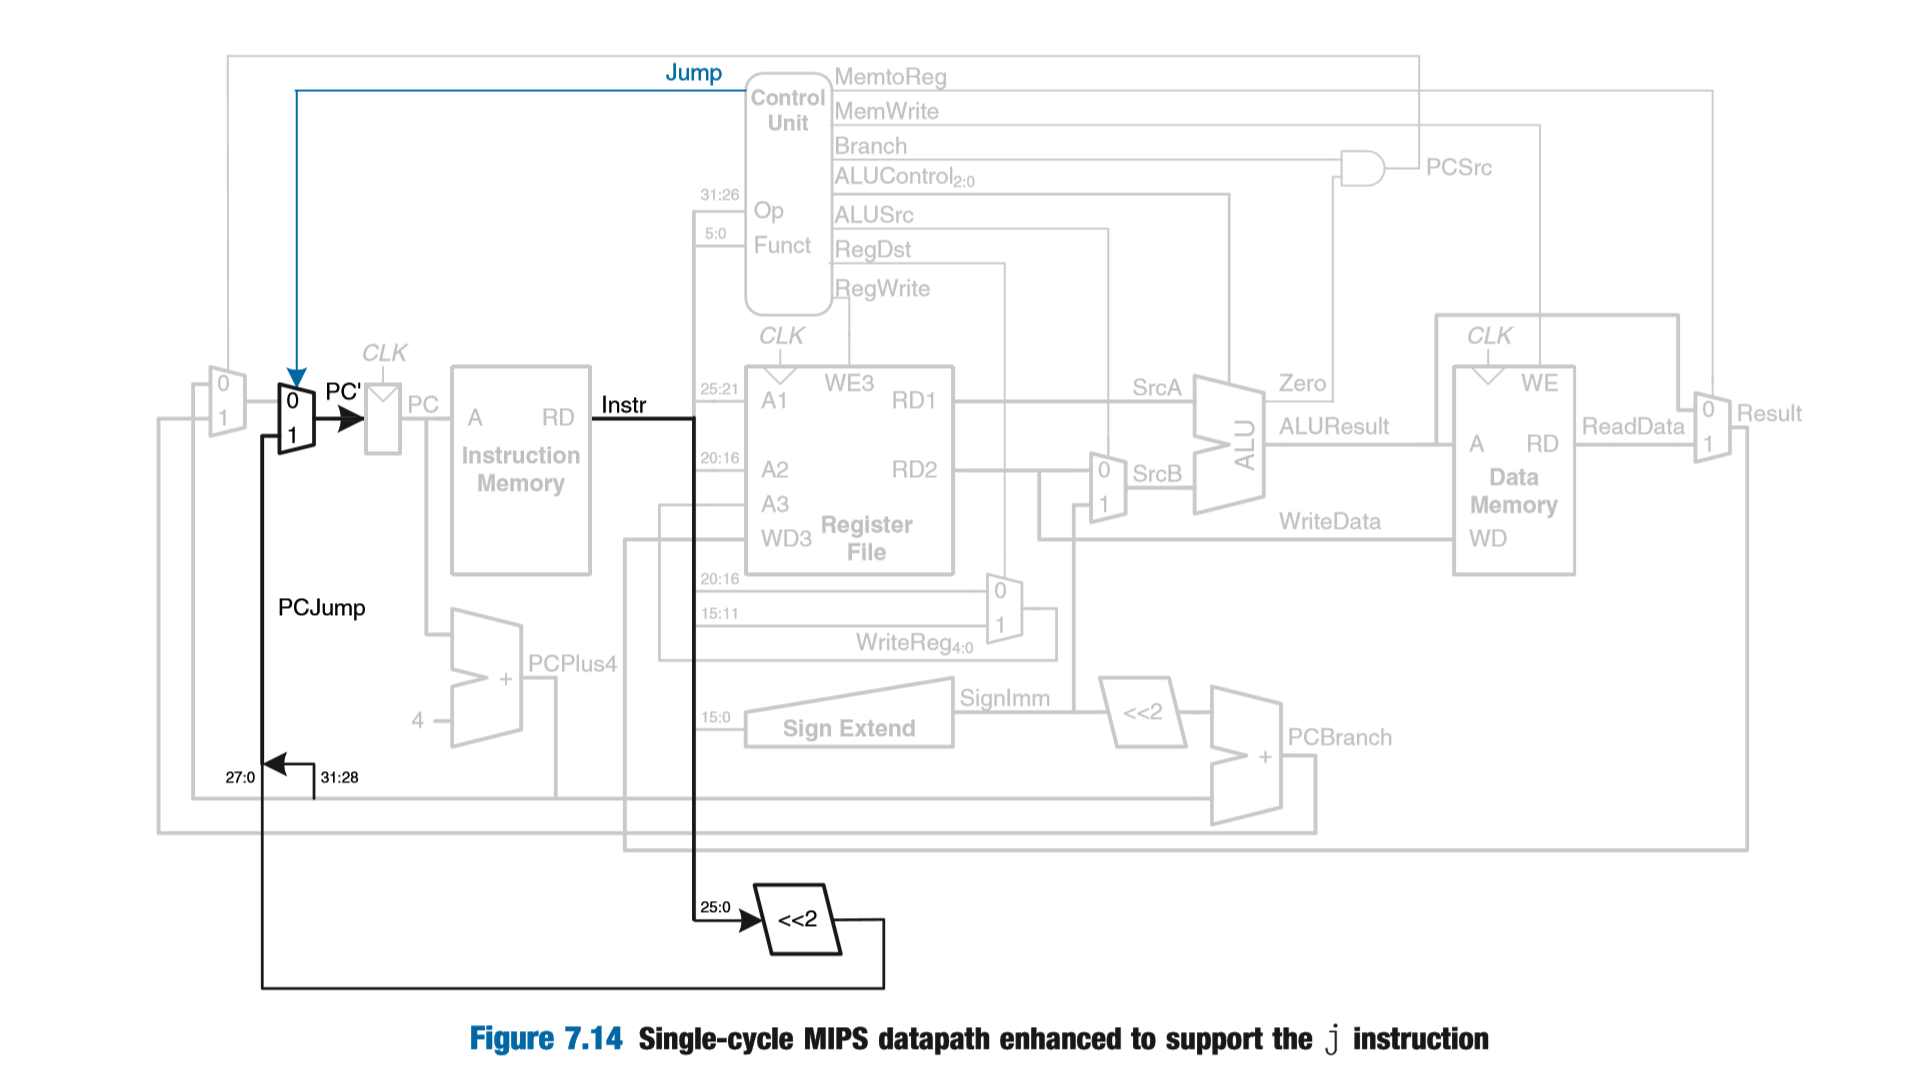 Jump
Control
Unit
MemtoReg
MemWrite
Branch
PCSrc
ALUControl2:0
31:26
Op
ALUSrc
5:0
Funct
RegDst
RegWrite
CLK
CLK
CLK
0
1
0
1
PC'
PC
A
RD
Instruction
Memory
Instr
25:21
A1
WE3
RD1
20:16
A2
RD2
A3
WD3
Register
File
0
1
SrcA
SrcB
ALU
Zero
ALUResult
WriteData
WE
A
RD
Data
Memory
WD
ReadData
0
1
Result
20:16
0
15:11
1
WriteReg4:0
PCJump
PCPlus4
+
4
15:0
Sign Extend
SignImm
<<2
+
PCBranch
27:0
31:28
25:0
<<2
Figure 7.14 Single-cycle MIPS datapath enhanced to support the j instruction